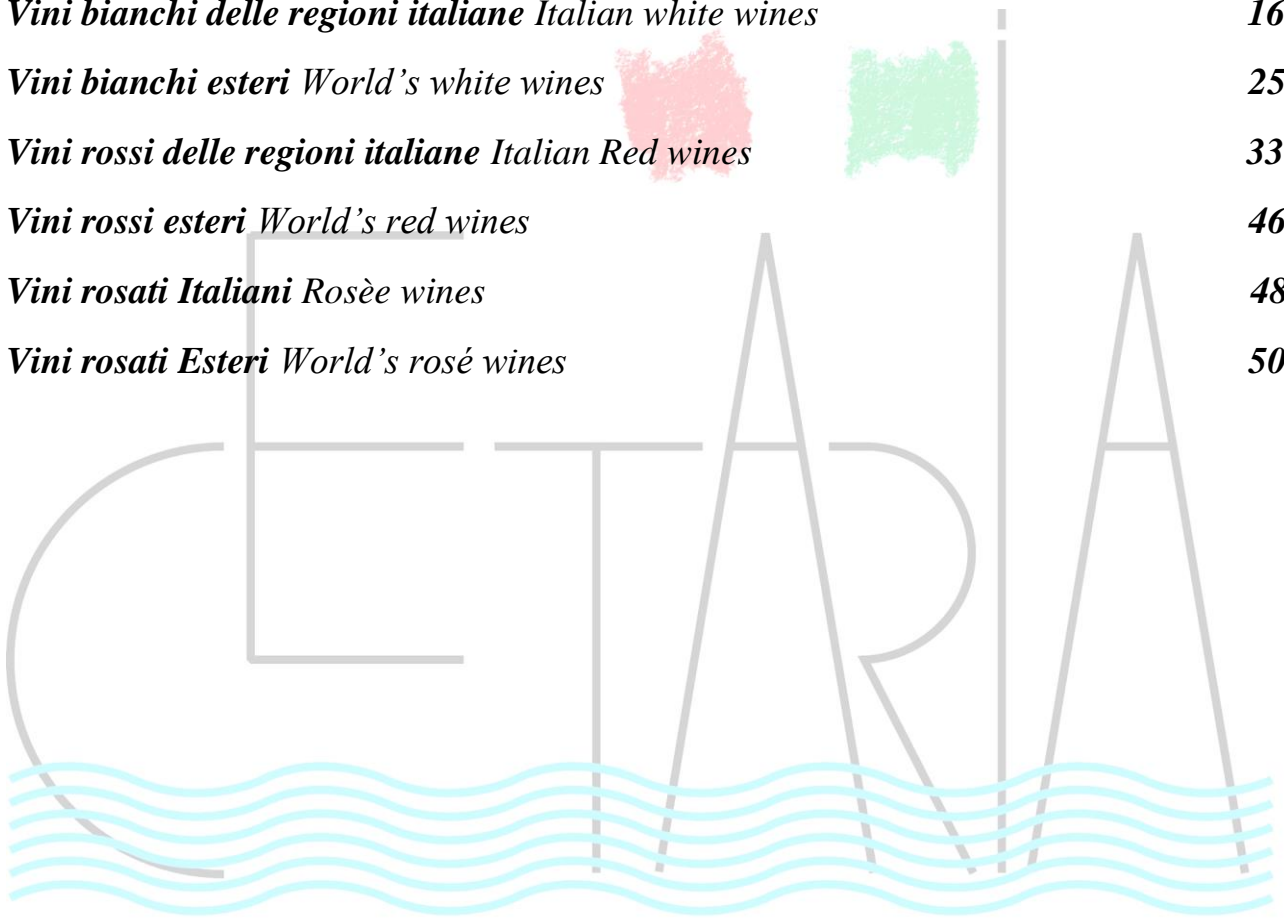 Vini bianchi delle regioni italiane Italian white wines 16
Vini bianchi esteri World's white wines 25
Vini rossi delle regioni italiane Italian Red wines 33
Vini rossi esteri World's red wines 46
Vini rosati Italiani Rosèe wines 48
Vini rosati Esteri World's rosé wines 50
CETARIA